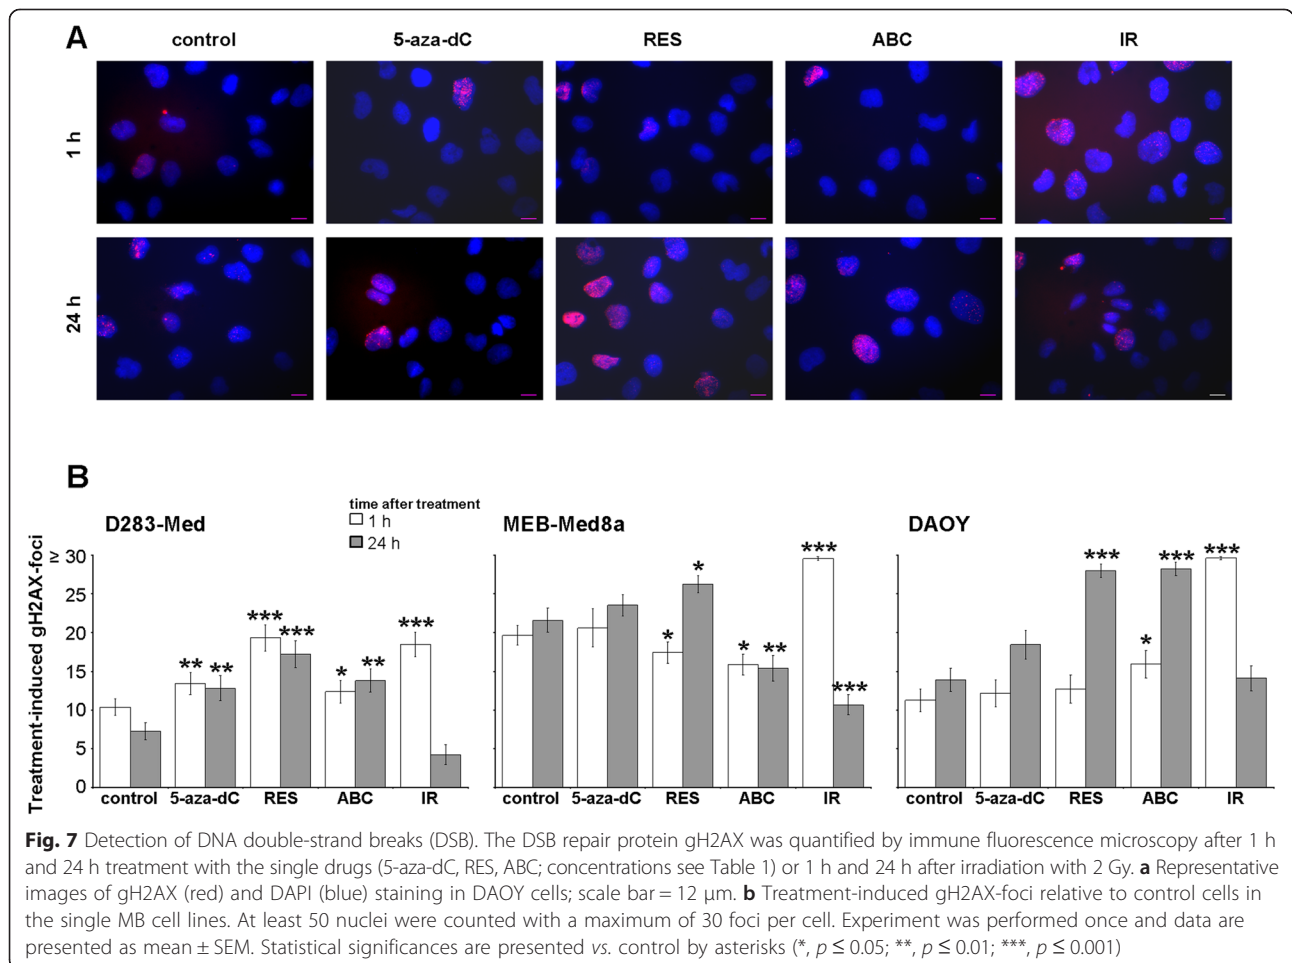 A
control 5-aza-dC RES ABC IR
1 h
24 h
B
time after treatment
1 h
24 h
D283-Med MEB-Med8a DAOY
Treatment-induced gH2AX-foci
≥
30
25
20
15
10
5
0
*** *** ** ** * ** ***
* * * ** *** ***
*** * *** ***
control 5-aza-dC RES ABC IR
control 5-aza-dC RES ABC IR
control 5-aza-dC RES ABC IR
Fig. 7 Detection of DNA double-strand breaks (DSB). The DSB repair protein gH2AX was quantified by immune fluorescence microscopy after 1 h
and 24 h treatment with the single drugs (5-aza-dC, RES, ABC; concentrations see Table 1) or 1 h and 24 h after irradiation with 2 Gy. a Representative
images of gH2AX (red) and DAPI (blue) staining in DAOY cells; scale bar = 12 μm. b Treatment-induced gH2AX-foci relative to control cells in
the single MB cell lines. At least 50 nuclei were counted with a maximum of 30 foci per cell. Experiment was performed once and data are
presented as mean ± SEM. Statistical significances are presented vs. control by asterisks (*, p ≤ 0.05; **, p ≤ 0.01; ***, p ≤ 0.001)